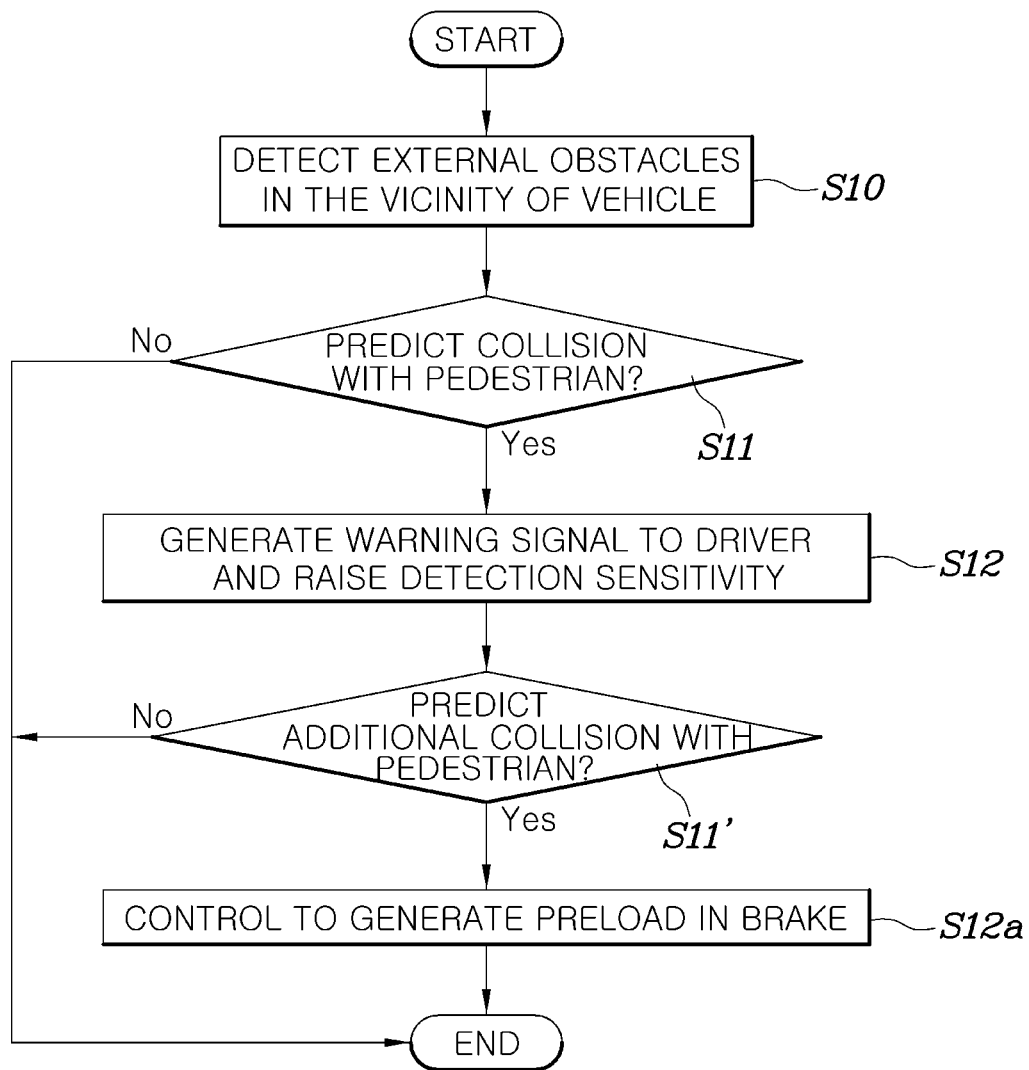 START
DETECT EXTERNAL OBSTACLES
IN THE VICINITY OF VEHICLE
S10
No
PREDICT COLLISION
WITH PEDESTRIAN?
S11
Yes
GENERATE WARNING SIGNAL TO DRIVER
AND RAISE DETECTION SENSITIVITY
S12
No
PREDICT
ADDITIONAL COLLISION WITH
PEDESTRIAN?
S11'
Yes
CONTROL TO GENERATE PRELOAD IN BRAKE
S12a
END